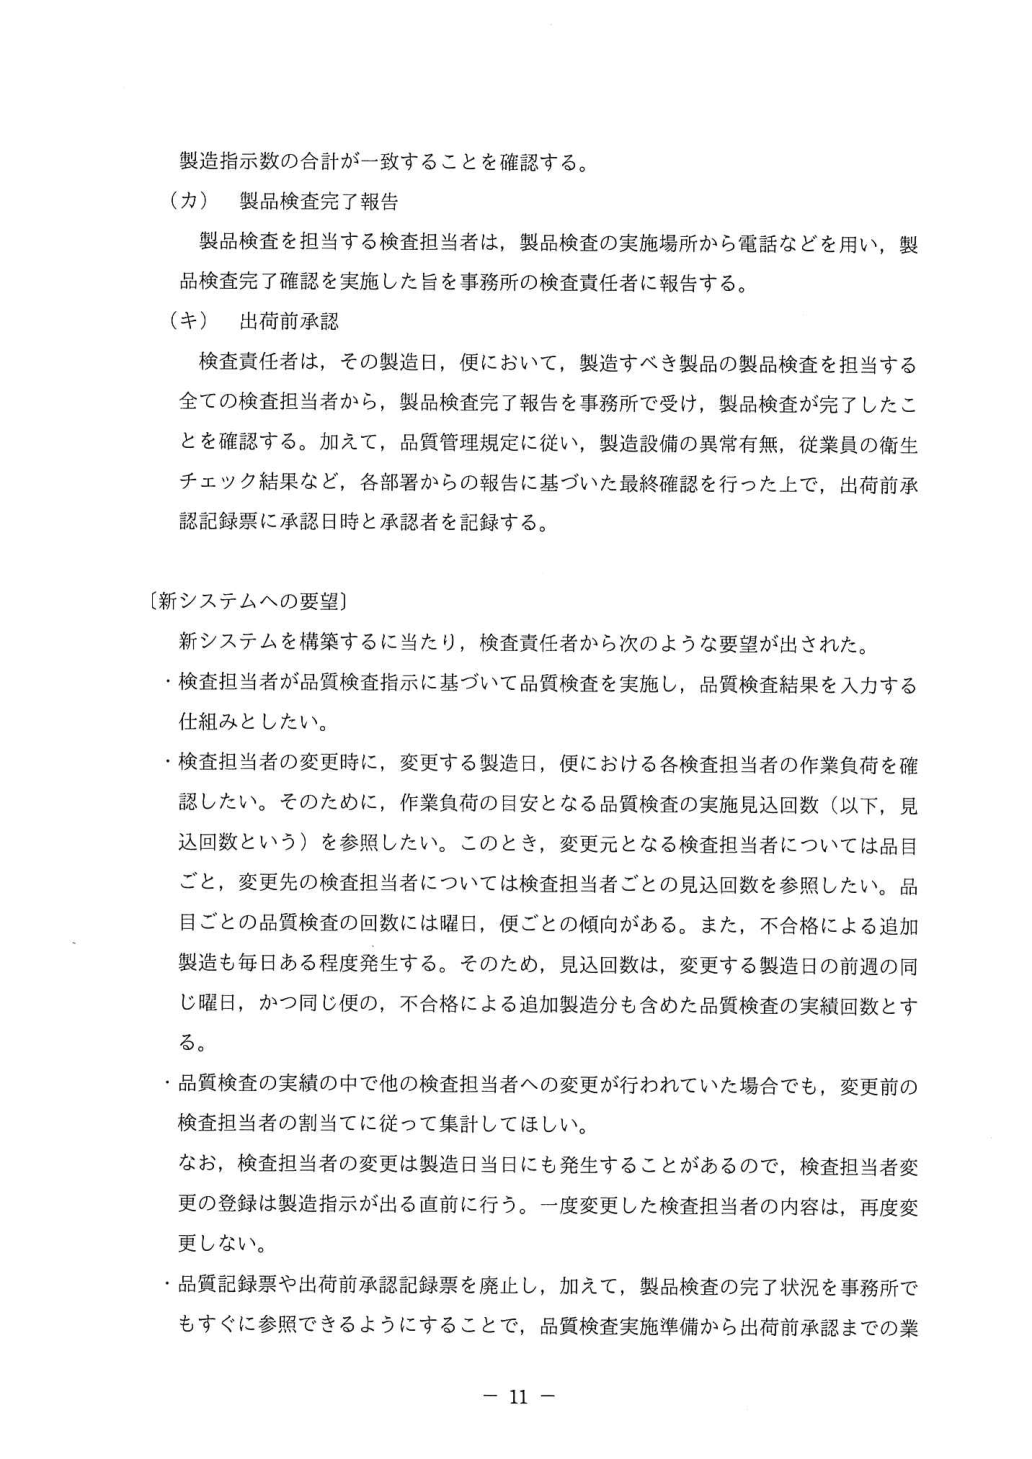 製造指示数の合計が一致することを確認する。
（カ）　製品検査完了報告
製品検査を担当する検査担当者は，製品検査の実施場所から電話などを用い，製
品検査完了確認を実施した旨を事務所の検査責任者に報告する。
（キ）　出荷前承認
検査責任者は，その製造日，便において，製造すべき製品の製品検査を担当する
全ての検査担当者から，製品検査完了報告を事務所で受け，製品検査が完了したこ
とを確認する。加えて，品質管理規定に従い，製造設備の異常有無，従業員の衛生
チェック結果など，各部署からの報告に基づいた最終確認を行った上で，出荷前承
認記録票に承認日時と承認者を記録する。
〔新システムへの要望〕
新システムを構築するに当たり，検査責任者から次のような要望が出された。
・検査担当者が品質検査指示に基づいて品質検査を実施し，品質検査結果を入力する
仕組みとしたい。
・検査担当者の変更時に，変更する製造日，便における各検査担当者の作業負荷を確
認したい。そのために，作業負荷の目安となる品質検査の実施見込回数（以下，見
込回数という）を参照したい。このとき，変更元となる検査担当者については品目
ごと，変更先の検査担当者については検査担当者ごとの見込回数を参照したい。品
目ごとの品質検査の回数には曜日，便ごとの傾向がある。また，不合格による追加
製造も毎日ある程度発生する。そのため，見込回数は，変更する製造日の前週の同
じ曜日，かつ同じ便の，不合格による追加製造分も含めた品質検査の実績回数とす
る。
・品質検査の実績の中で他の検査担当者への変更が行われていた場合でも，変更前の
検査担当者の割当てに従って集計してほしい。
なお，検査担当者の変更は製造日当日にも発生することがあるので，検査担当者変
更の登録は製造指示が出る直前に行う。一度変更した検査担当者の内容は，再度変
更しない。
・品質記録票や出荷前承認記録票を廃止し，加えて，製品検査の完了状況を事務所で
もすぐに参照できるようにすることで，品質検査実施準備から出荷前承認までの業
－ 11 －